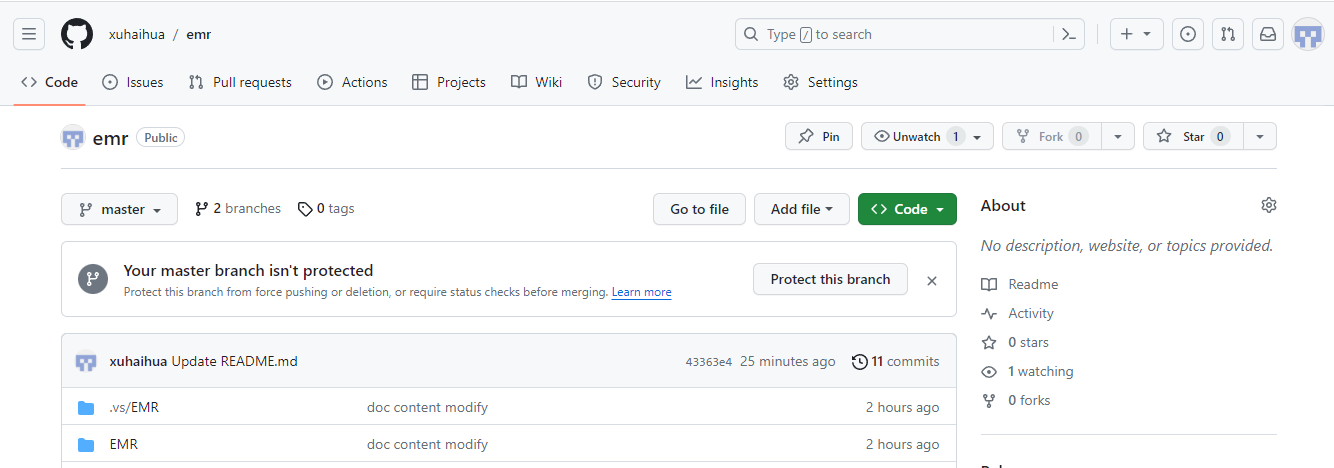 xuhaihua / emr
Type / to search
Code Issues Pull requests Actions Projects Wiki Security Insights Settings
emr Public
Pin Unwatch 1 Fork 0 Star 0
master 2 branches 0 tags Go to file Add file Code
Your master branch isn't protected
Protect this branch from force pushing or deletion, or require status checks before merging. Learn more
Protect this branch
xuhaihua Update README.md 43363e4 25 minutes ago 11 commits
.vs/EMR doc content modify 2 hours ago
EMR doc content modify 2 hours ago
About
No description, website, or topics provided.
Readme
Activity
0 stars
1 watching
0 forks